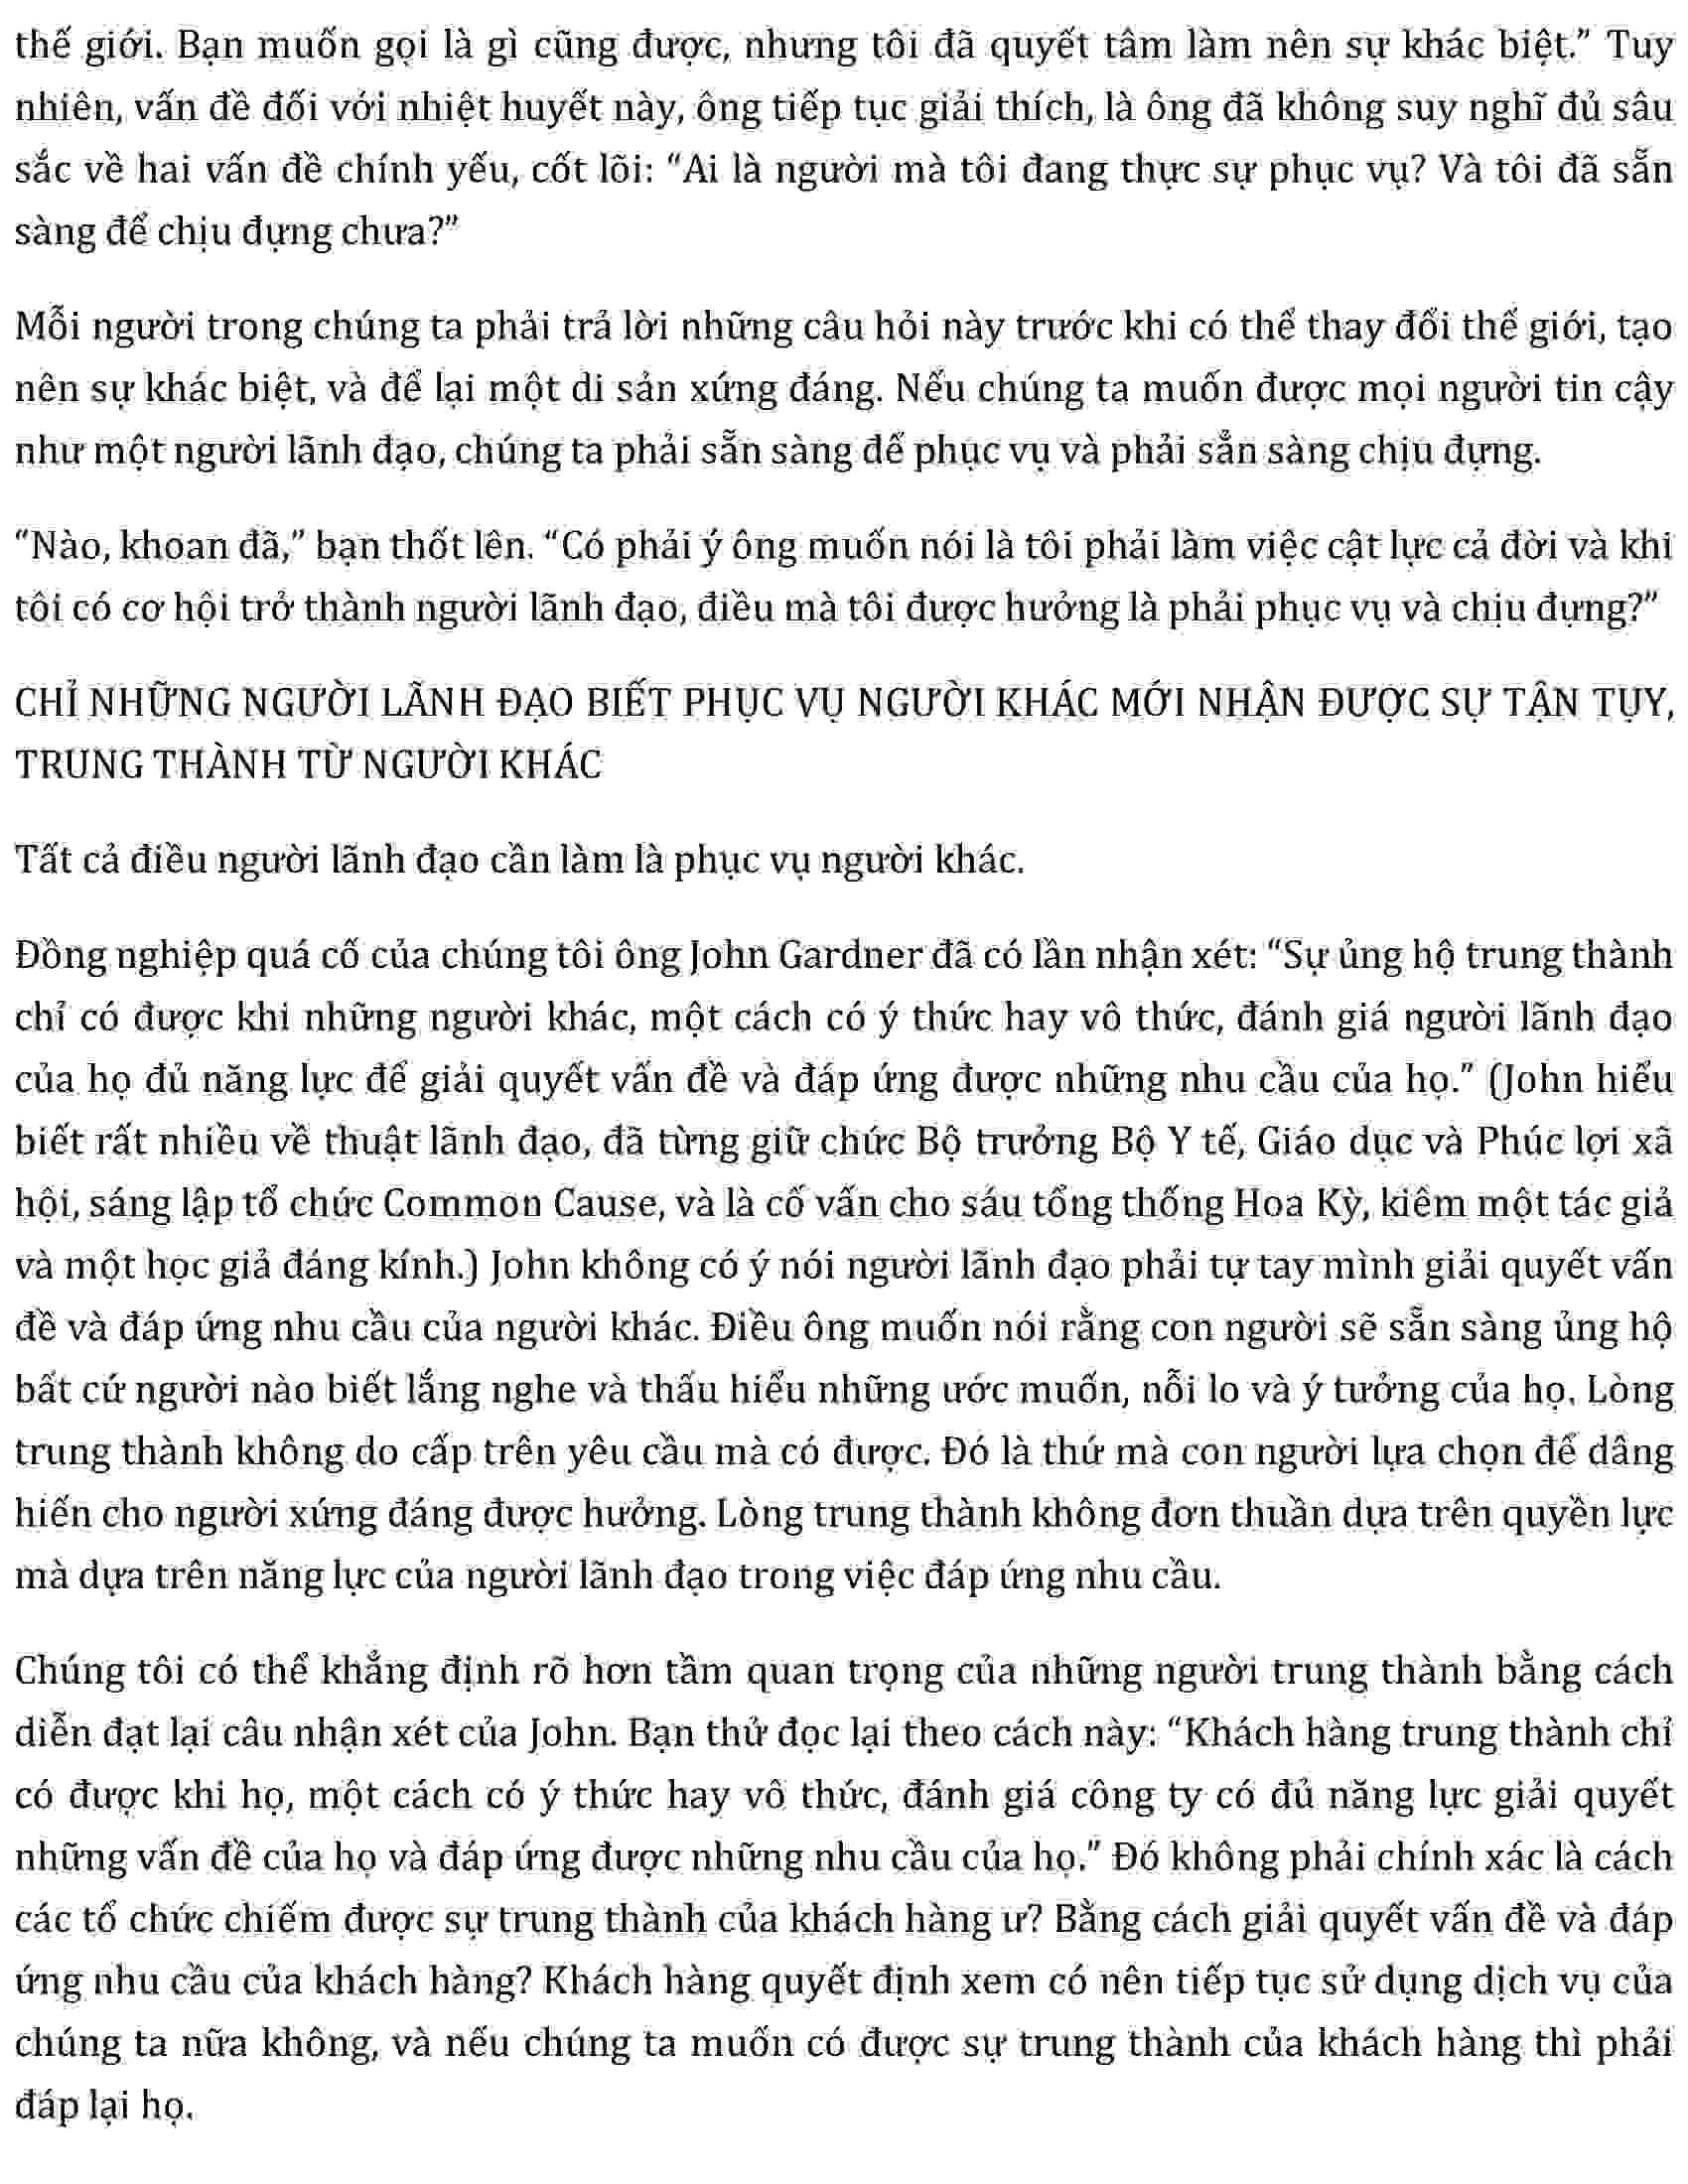 thế giới. Bạn muốn gọi là gì cũng được, nhưng tôi đã quyết tâm làm nên sự khác biệt.” Tuy
nhiên, vấn đề đối với nhiệt huyết này, ông tiếp tục giải thích, là ông đã không suy nghĩ đủ sâu
sắc về hai vấn đề chính yếu, cốt lõi: “Ai là người mà tôi đang thực sự phục vụ? Và tôi đã sẵn
sàng để chịu đựng chưa?”
Mỗi người trong chúng ta phải trả lời những câu hỏi này trước khi có thể thay đổi thế giới, tạo
nên sự khác biệt, và để lại một di sản xứng đáng. Nếu chúng ta muốn được mọi người tin cậy
như một người lãnh đạo, chúng ta phải sẵn sàng để phục vụ và phải sẵn sàng chịu đựng.
“Nào, khoan đã,” bạn thốt lên. “Có phải ý ông muốn nói là tôi phải làm việc cật lực cả đời và khi
tôi có cơ hội trở thành người lãnh đạo, điều mà tôi được hưởng là phải phục vụ và chịu đựng?”
CHỈ NHỮNG NGƯỜI LÃNH ĐẠO BIẾT PHỤC VỤ NGƯỜI KHÁC MỚI NHẬN ĐƯỢC SỰ TẬN TỤY,
TRUNG THÀNH TỪ NGƯỜI KHÁC
Tất cả điều người lãnh đạo cần làm là phục vụ người khác.
Đồng nghiệp quá cố của chúng tôi ông John Gardner đã có lần nhận xét: “Sự ủng hộ trung thành
chỉ có được khi những người khác, một cách có ý thức hay vô thức, đánh giá người lãnh đạo
của họ đủ năng lực để giải quyết vấn đề và đáp ứng được những nhu cầu của họ.” (John hiểu
biết rất nhiều về thuật lãnh đạo, đã từng giữ chức Bộ trưởng Bộ Y tế, Giáo dục và Phúc lợi xã
hội, sáng lập tổ chức Common Cause, và là cố vấn cho sáu tổng thống Hoa Kỳ, kiêm một tác giả
và một học giả đáng kính.) John không có ý nói người lãnh đạo phải tự tay mình giải quyết vấn
đề và đáp ứng nhu cầu của người khác. Điều ông muốn nói rằng con người sẽ sẵn sàng ủng hộ
bất cứ người nào biết lắng nghe và thấu hiểu những ước muốn, nỗi lo và ý tưởng của họ. Lòng
trung thành không do cấp trên yêu cầu mà có được. Đó là thứ mà con người lựa chọn để dâng
hiến cho người xứng đáng được hưởng. Lòng trung thành không đơn thuần dựa trên quyền lực
mà dựa trên năng lực của người lãnh đạo trong việc đáp ứng nhu cầu.
Chúng tôi có thể khẳng định rõ hơn tầm quan trọng của những người trung thành bằng cách
diễn đạt lại câu nhận xét của John. Bạn thử đọc lại theo cách này: “Khách hàng trung thành chỉ
có được khi họ, một cách có ý thức hay vô thức, đánh giá công ty có đủ năng lực giải quyết
những vấn đề của họ và đáp ứng được những nhu cầu của họ.” Đó không phải chính xác là cách
các tổ chức chiếm được sự trung thành của khách hàng ư? Bằng cách giải quyết vấn đề và đáp
ứng nhu cầu của khách hàng? Khách hàng quyết định xem có nên tiếp tục sử dụng dịch vụ của
chúng ta nữa không, và nếu chúng ta muốn có được sự trung thành của khách hàng thì phải
đáp lại họ.